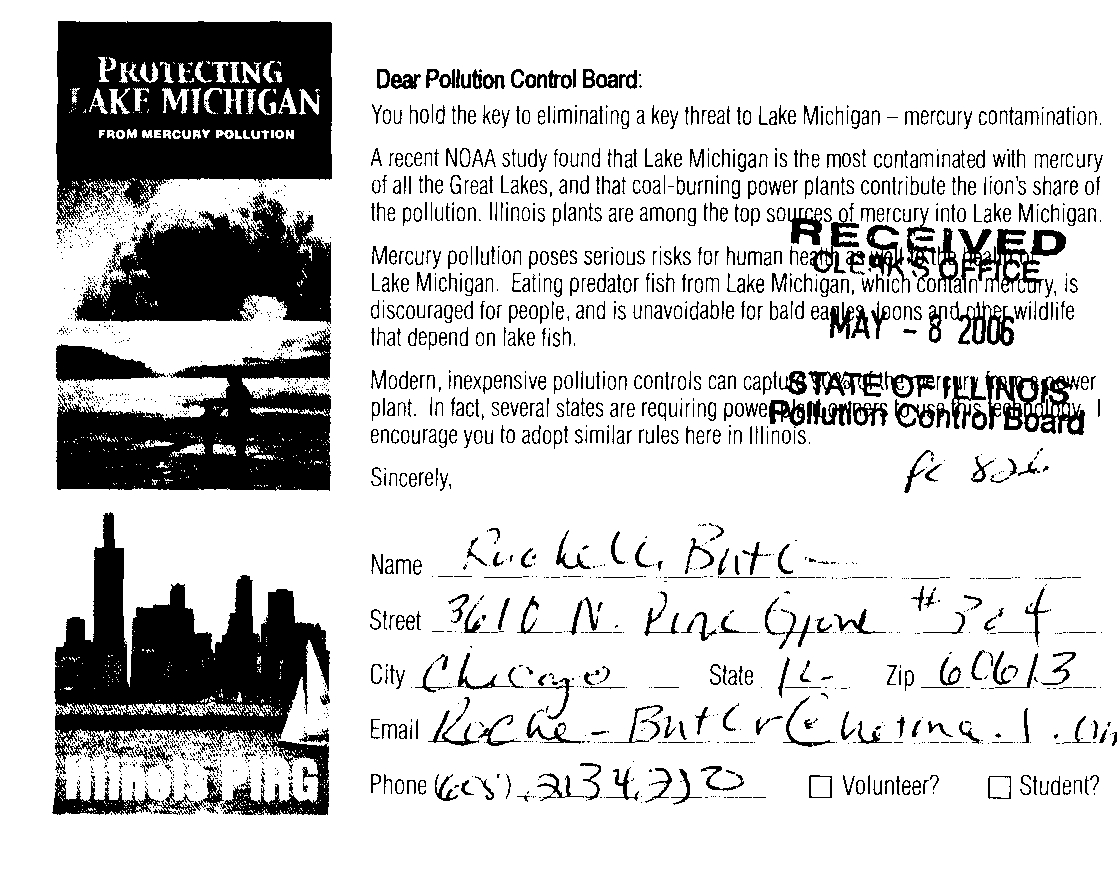 PROTECTING
LAKE MICHIGAN
FROM MERCURY POLLUTION
Illinois PIRG
Dear Pollution Control Board:
You hold the key to eliminating a key threat to Lake Michigan – mercury contamination.
A recent NOAA study found that Lake Michigan is the most contaminated with mercury
of all the Great Lakes, and that coal-burning power plants contribute the lion's share of
the pollution. Illinois plants are among the top sources of mercury into Lake Michigan.
RECEIVED
CLERK'S OFFICE
MAY - 8 2006
STATE OF ILLINOIS
Pollution Control Board
Mercury pollution poses serious risks for human health as well as the health of
Lake Michigan. Eating predator fish from Lake Michigan, which contain mercury, is
discouraged for people, and is unavoidable for bald eagles, loons and other wildlife
that depend on lake fish.
Modern, inexpensive pollution controls can capture 90% of the mercury from a power
plant. In fact, several states are requiring power plant owners to use this technology. I
encourage you to adopt similar rules here in Illinois.
Sincerely,
Name Butl
Street 3610 N. Pine Grove #304
City Chicago State IL Zip 60613
Email
Phone
Volunteer? Student?